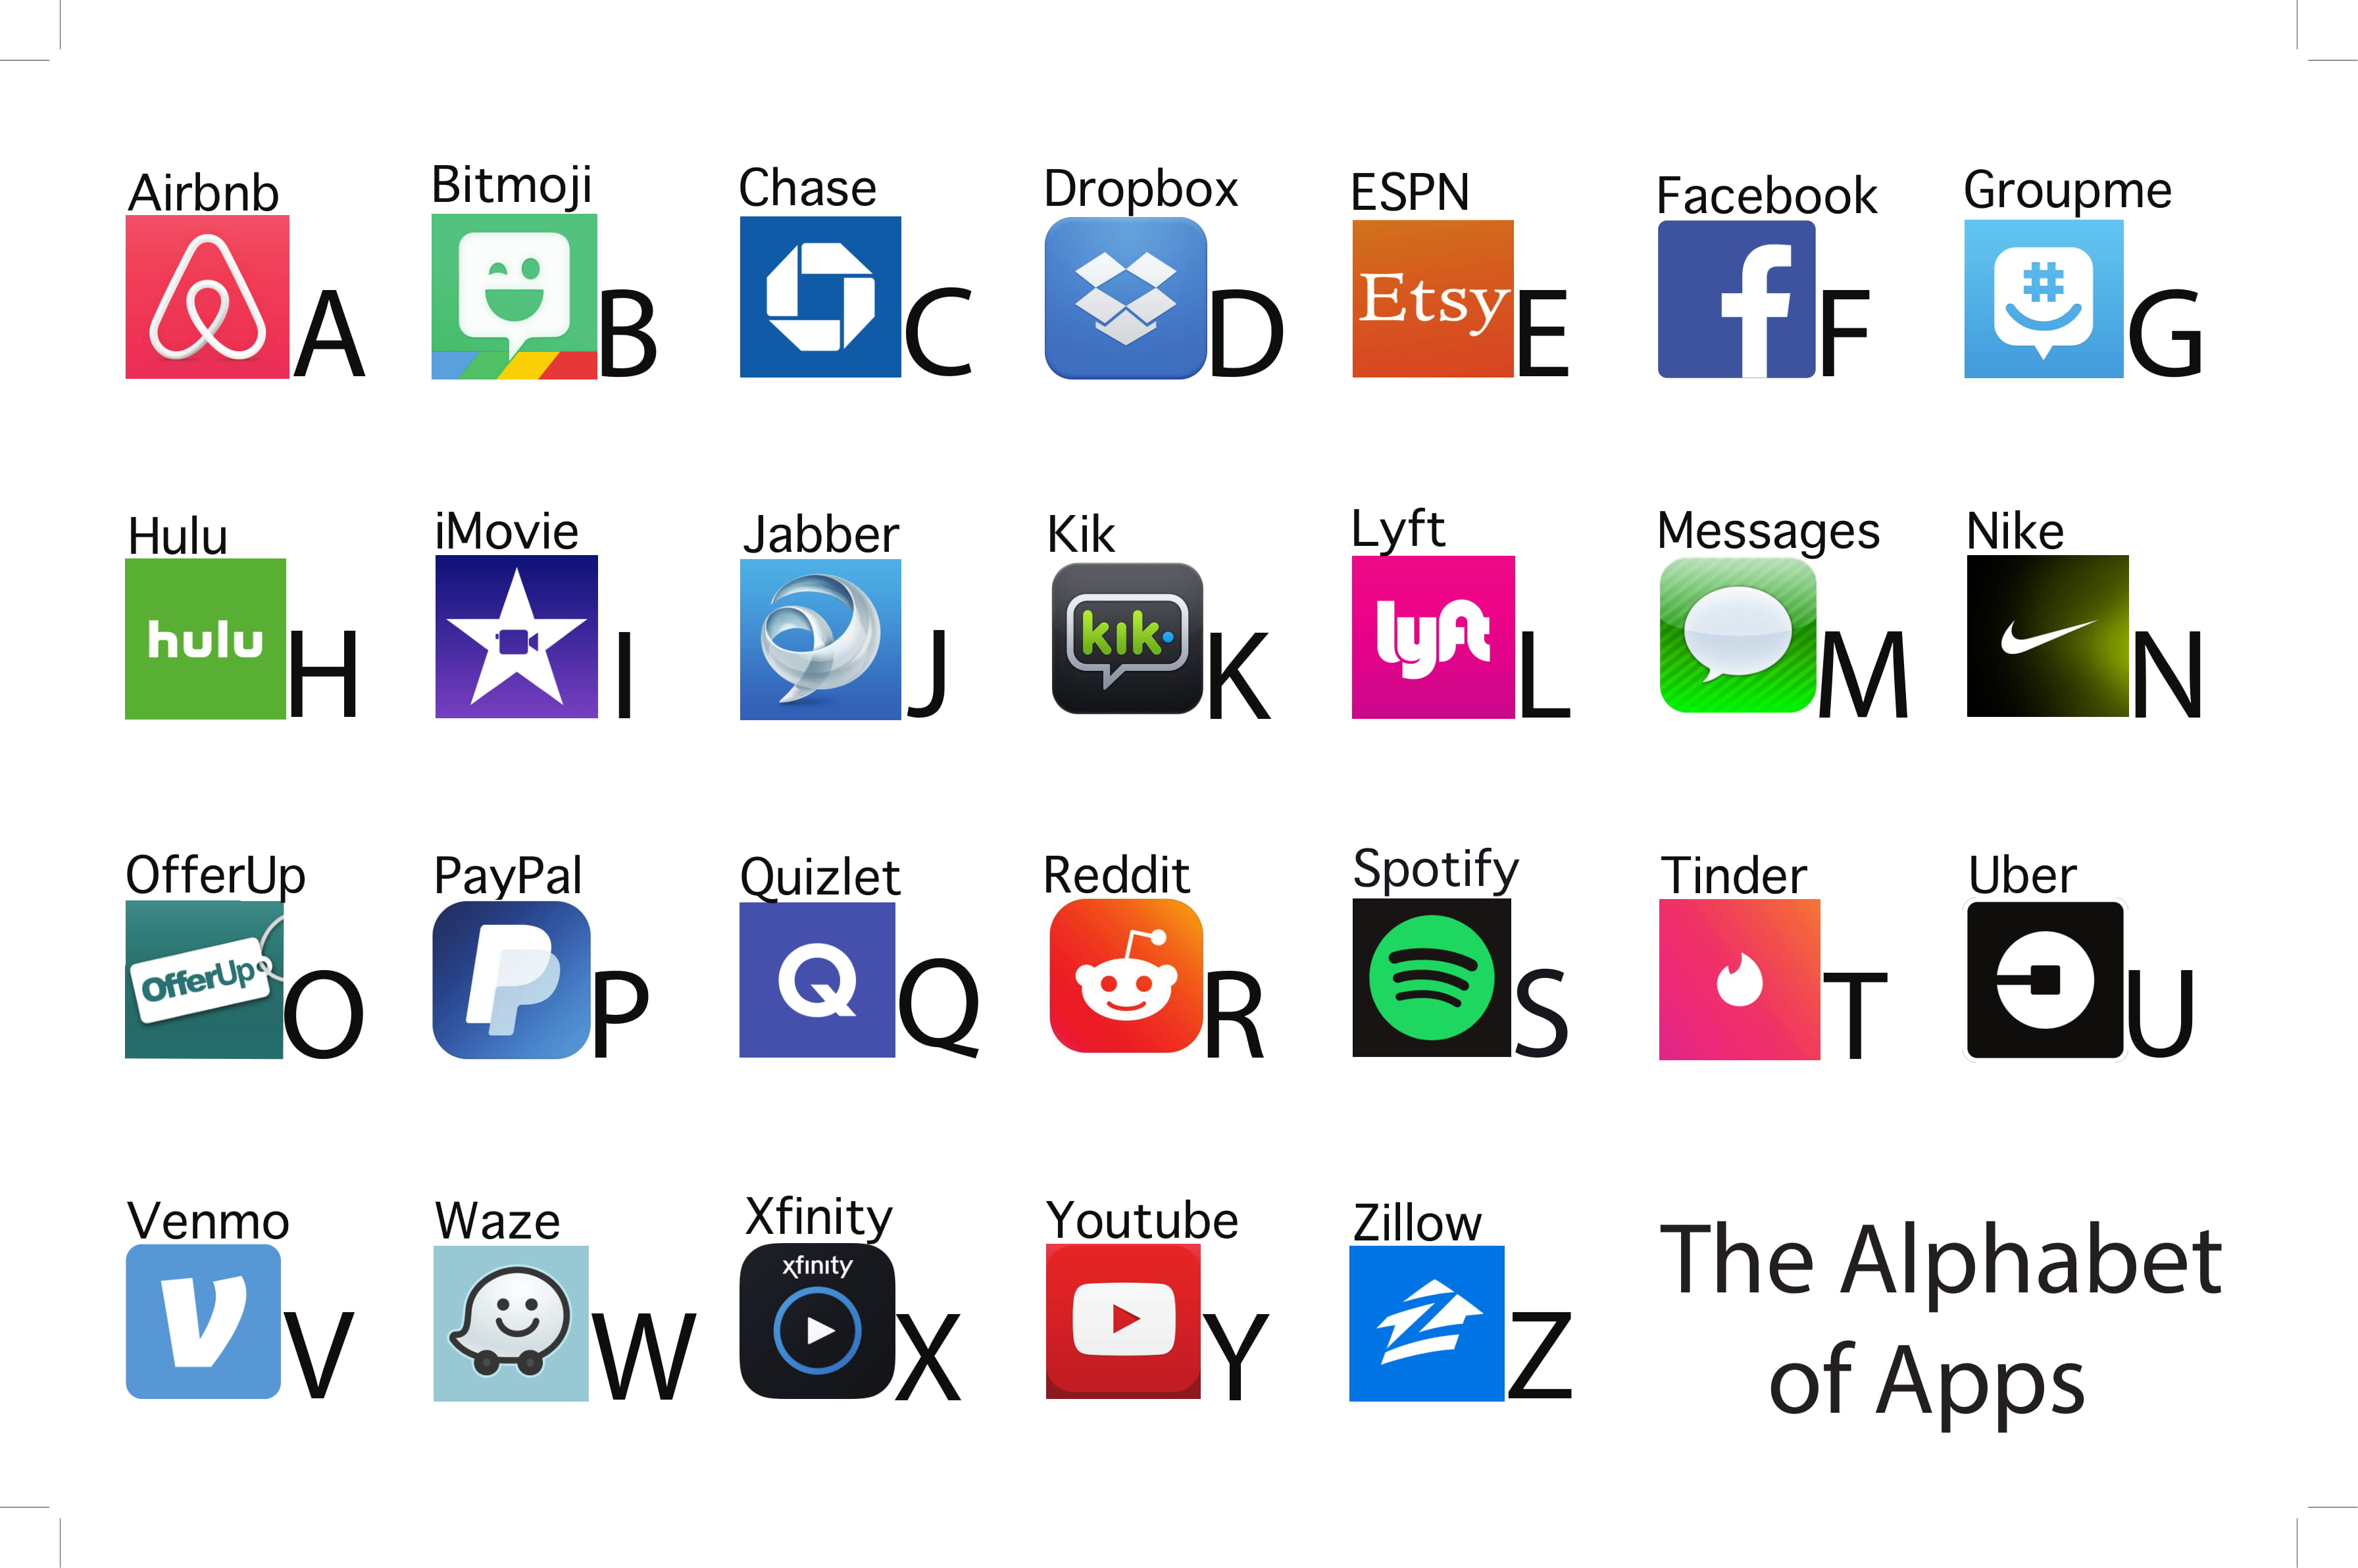 Airbnb Bitmoji Chase Dropbox ESPN Facebook Groupme
A B C D Etsy E F # G
Hulu iMovie Jabber Kik Lyft Messages Nike
hulu H I J kik. K lyft L M N
OfferUp PayPal Quizlet Reddit Spotify Tinder Uber
OfferUp O P Q Q R S T U
Venmo Waze Xfinity Youtube Zillow
V V W xfinity X Y Z Z
The Alphabet
of Apps